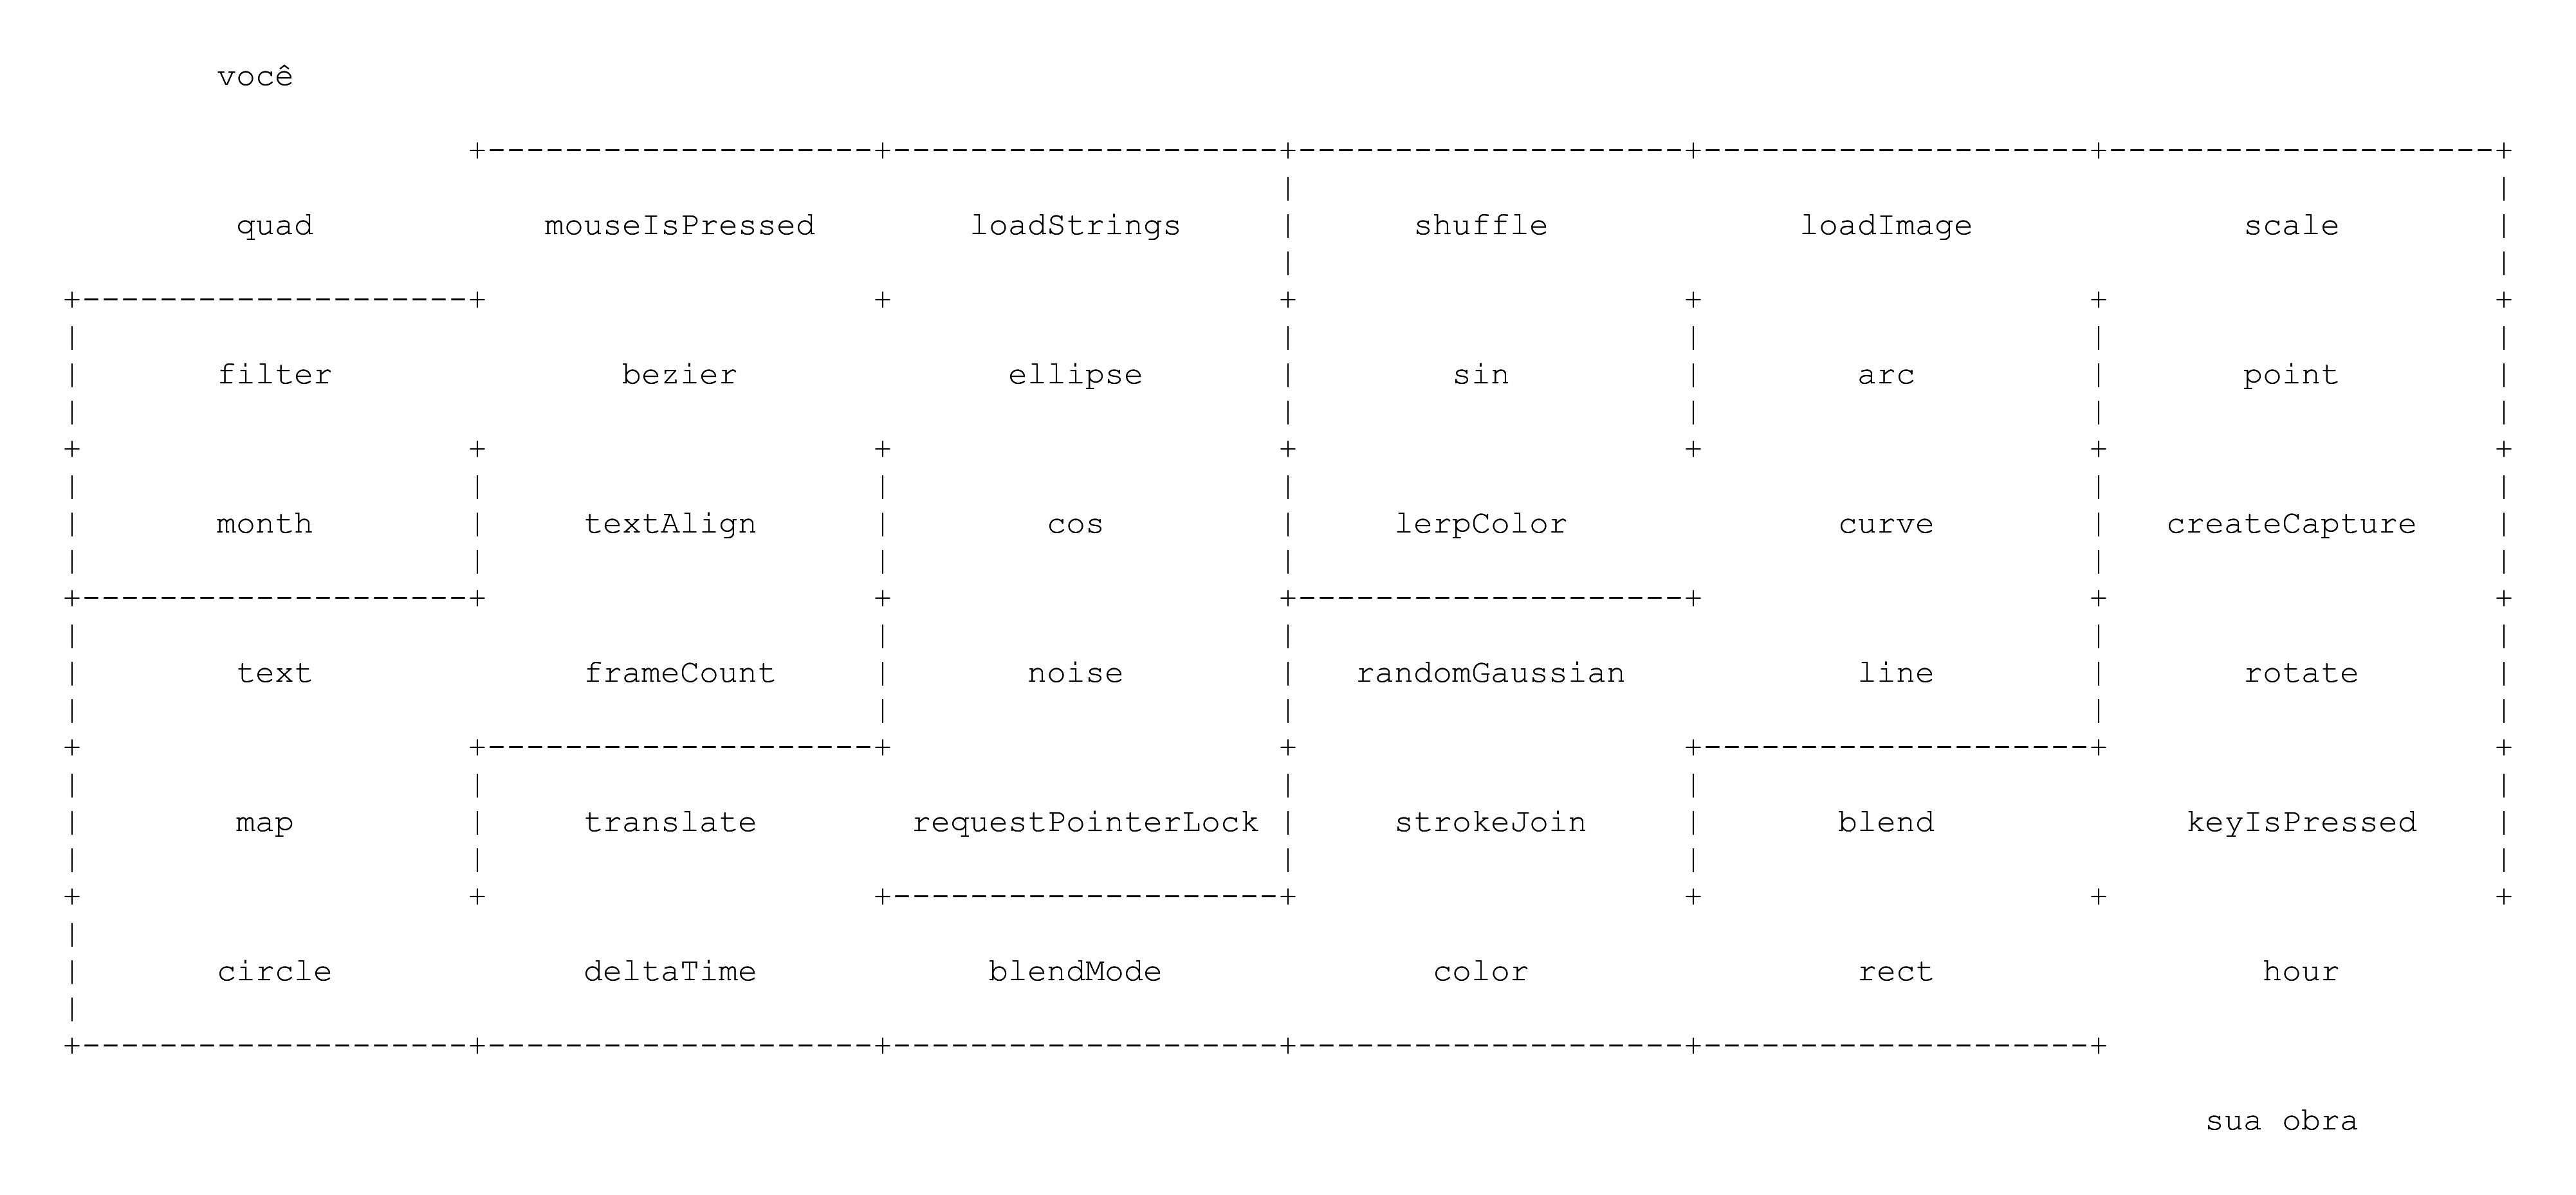 você
quad mouseIsPressed loadStrings shuffle loadImage scale
filter bezier ellipse sin arc point
month textAlign cos lerpColor curve createCapture
text frameCount noise randomGaussian line rotate
map translate requestPointerLock strokeJoin blend keyIsPressed
circle deltaTime blendMode color rect hour
sua obra